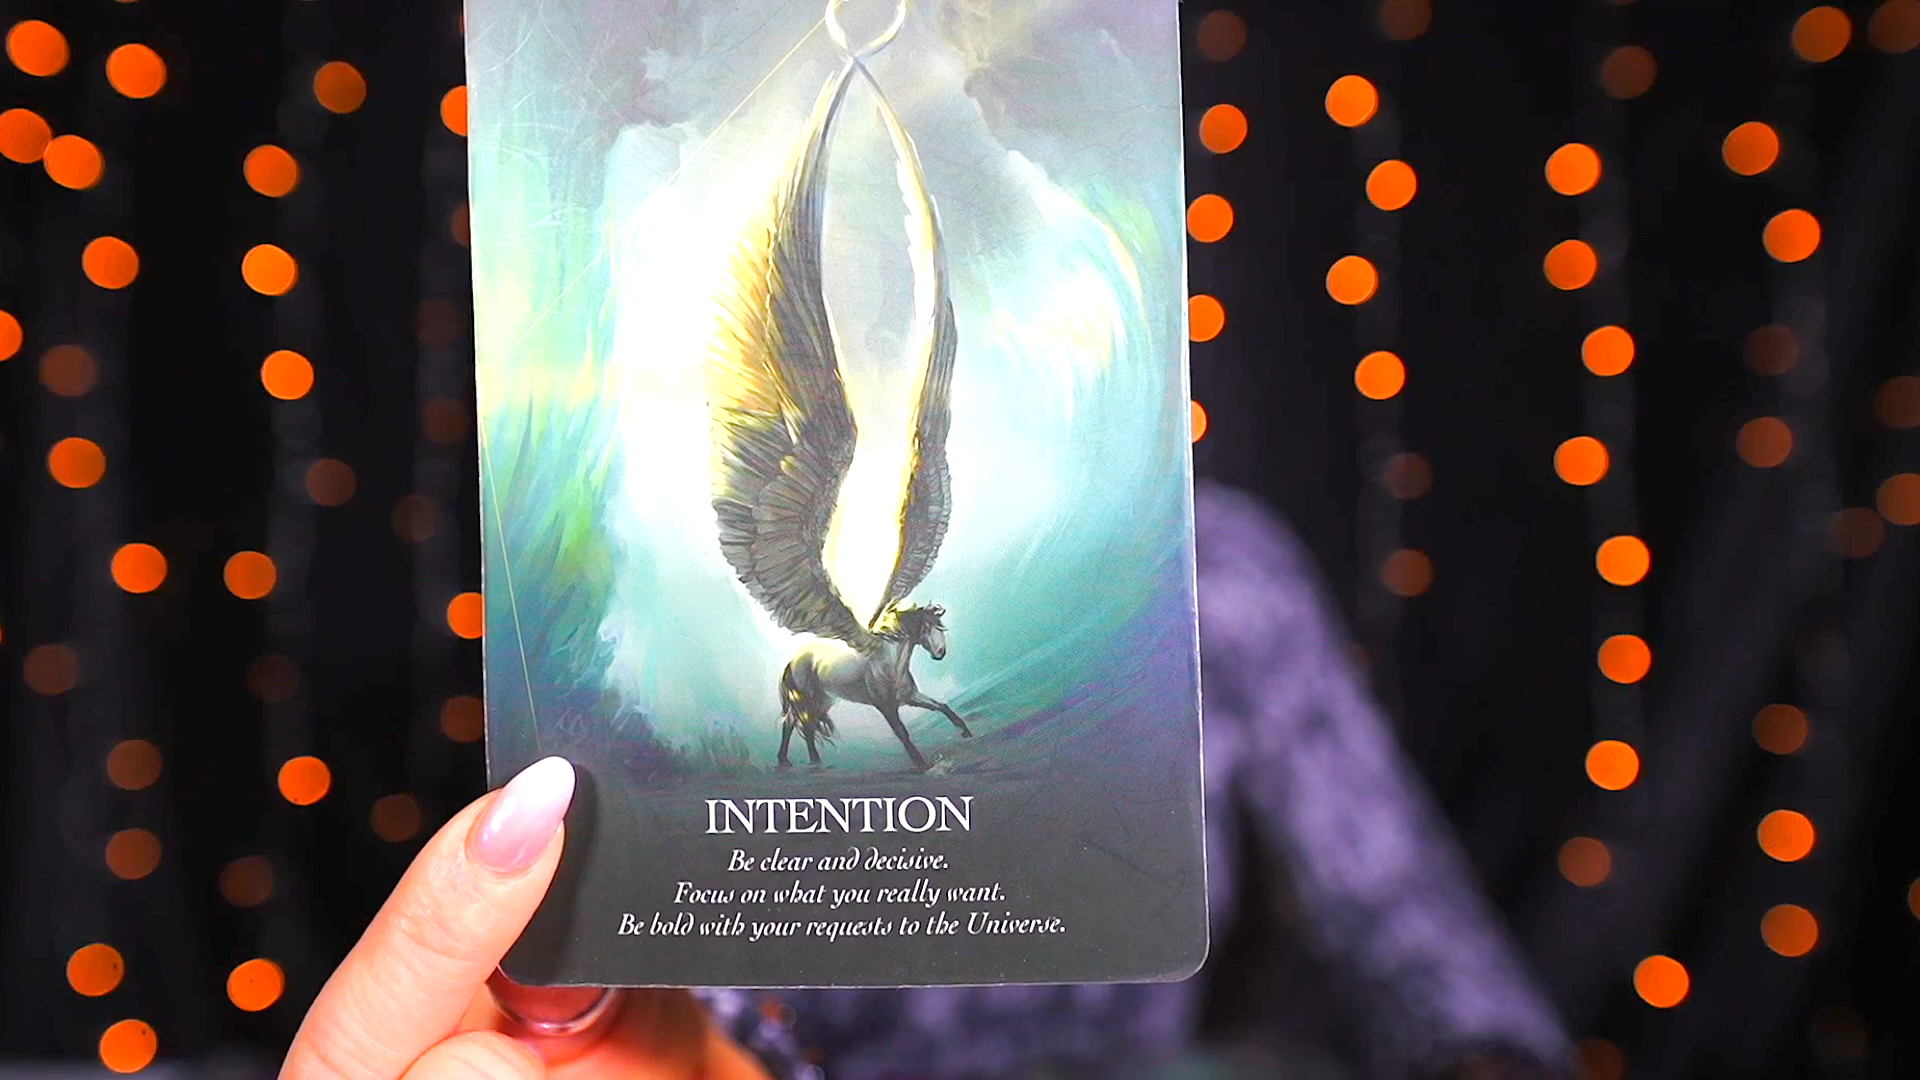 INTENTION
Be clear and decisive.
Focus on what you really want.
Be bold with your requests to the Universe.